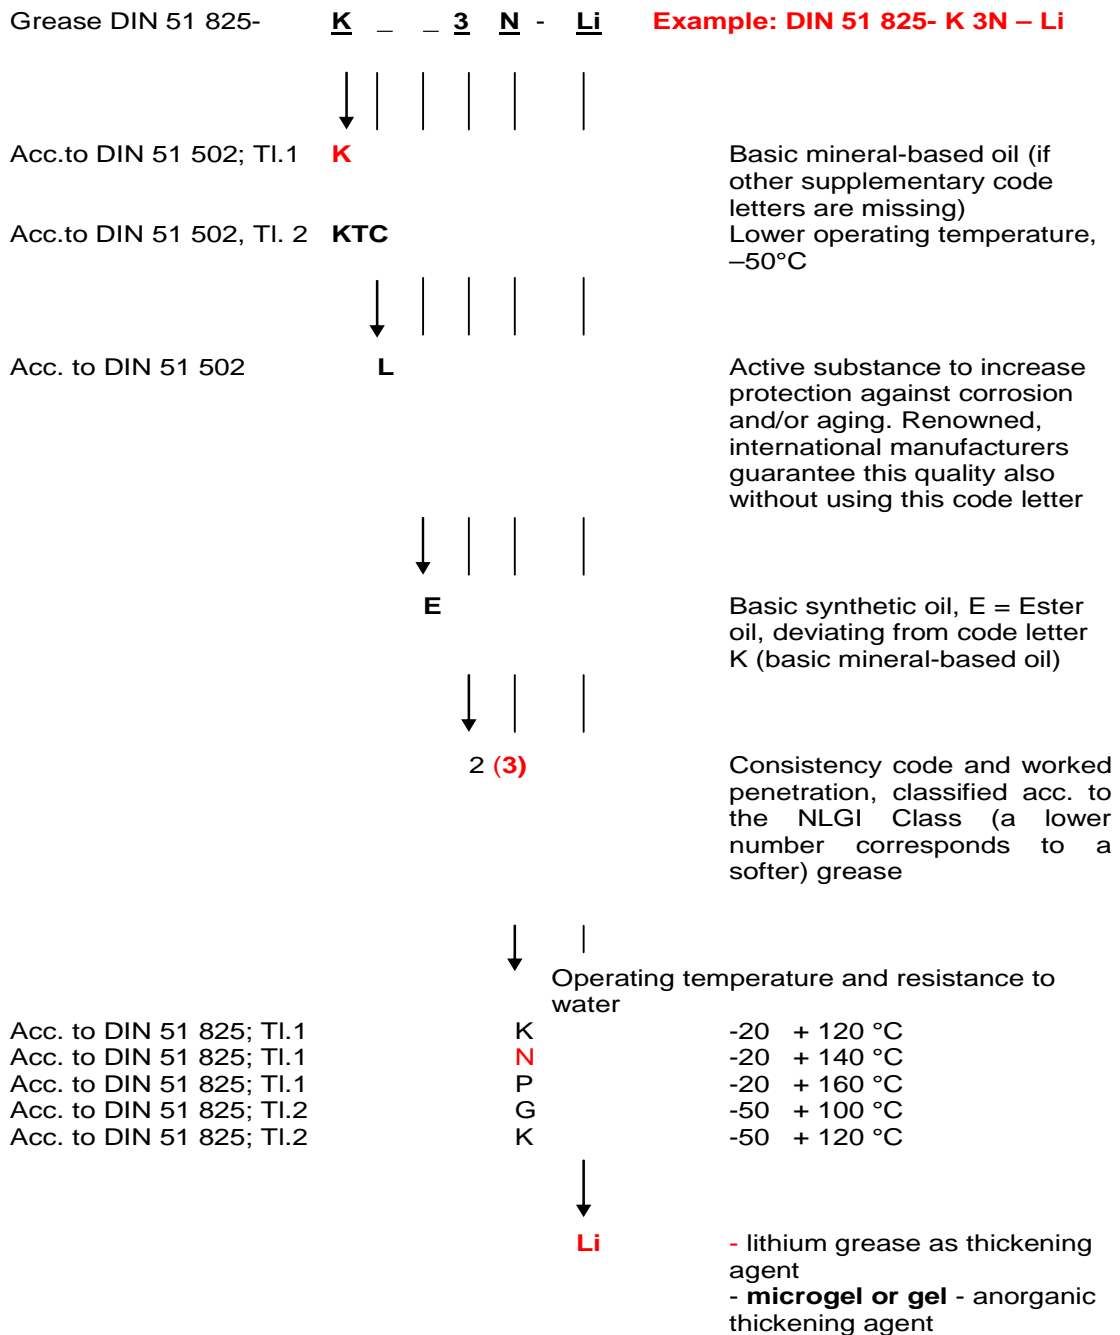 Grease DIN 51 825- K _ _ 3 N - Li Example: DIN 51 825- K 3N – Li
Acc.to DIN 51 502; Tl.1 K Basic mineral-based oil (if
other supplementary code
letters are missing)
Acc.to DIN 51 502, Tl. 2 KTC Lower operating temperature,
–50°C
Acc. to DIN 51 502 L Active substance to increase
protection against corrosion
and/or aging. Renowned,
international manufacturers
guarantee this quality also
without using this code letter
E Basic synthetic oil, E = Ester
oil, deviating from code letter
K (basic mineral-based oil)
2 (3) Consistency code and worked
penetration, classified acc. to
the NLGI Class (a lower
number corresponds to a
softer) grease
Operating temperature and resistance to
water
Acc. to DIN 51 825; Tl.1 K -20 + 120 °C
Acc. to DIN 51 825; Tl.1 N -20 + 140 °C
Acc. to DIN 51 825; Tl.1 P -20 + 160 °C
Acc. to DIN 51 825; Tl.2 G -50 + 100 °C
Acc. to DIN 51 825; Tl.2 K -50 + 120 °C
Li - lithium grease as thickening
agent
- microgel or gel - anorganic
thickening agent